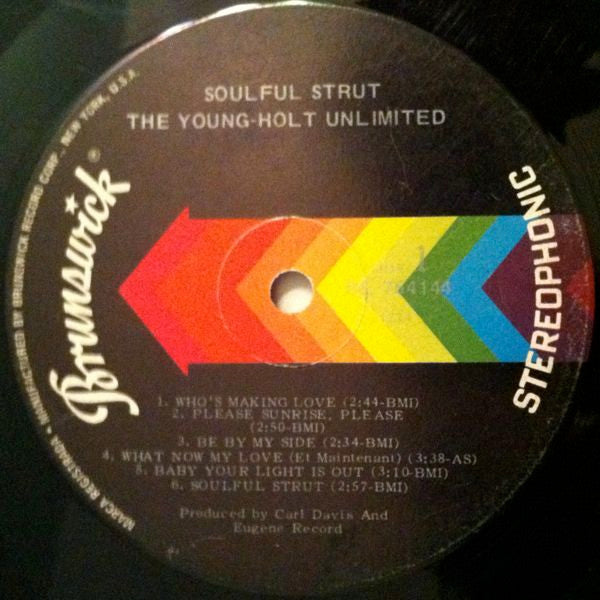 SOULFUL STRUT
THE YOUNG-HOLT UNLIMITED
Brunswick®
STEREOPHONIC
1
744144
1. WHO'S MAKING LOVE (2:44-BMI)
2. PLEASE SUNRISE, PLEASE
(2:50-BMI)
3. BE BY MY SIDE (2:34-BMI)
4. WHAT NOW MY LOVE (Et Maintenant) (3:38-AS)
5. BABY YOUR LIGHT IS OUT (3:10-BMI)
6. SOULFUL STRUT (2:57-BMI)
Produced by Carl Davis And
Eugene Record
MARCA REGISTRADA • MANUFACTURED BY BRUNSWICK RECORD CORP., NEW YORK, U.S.A.